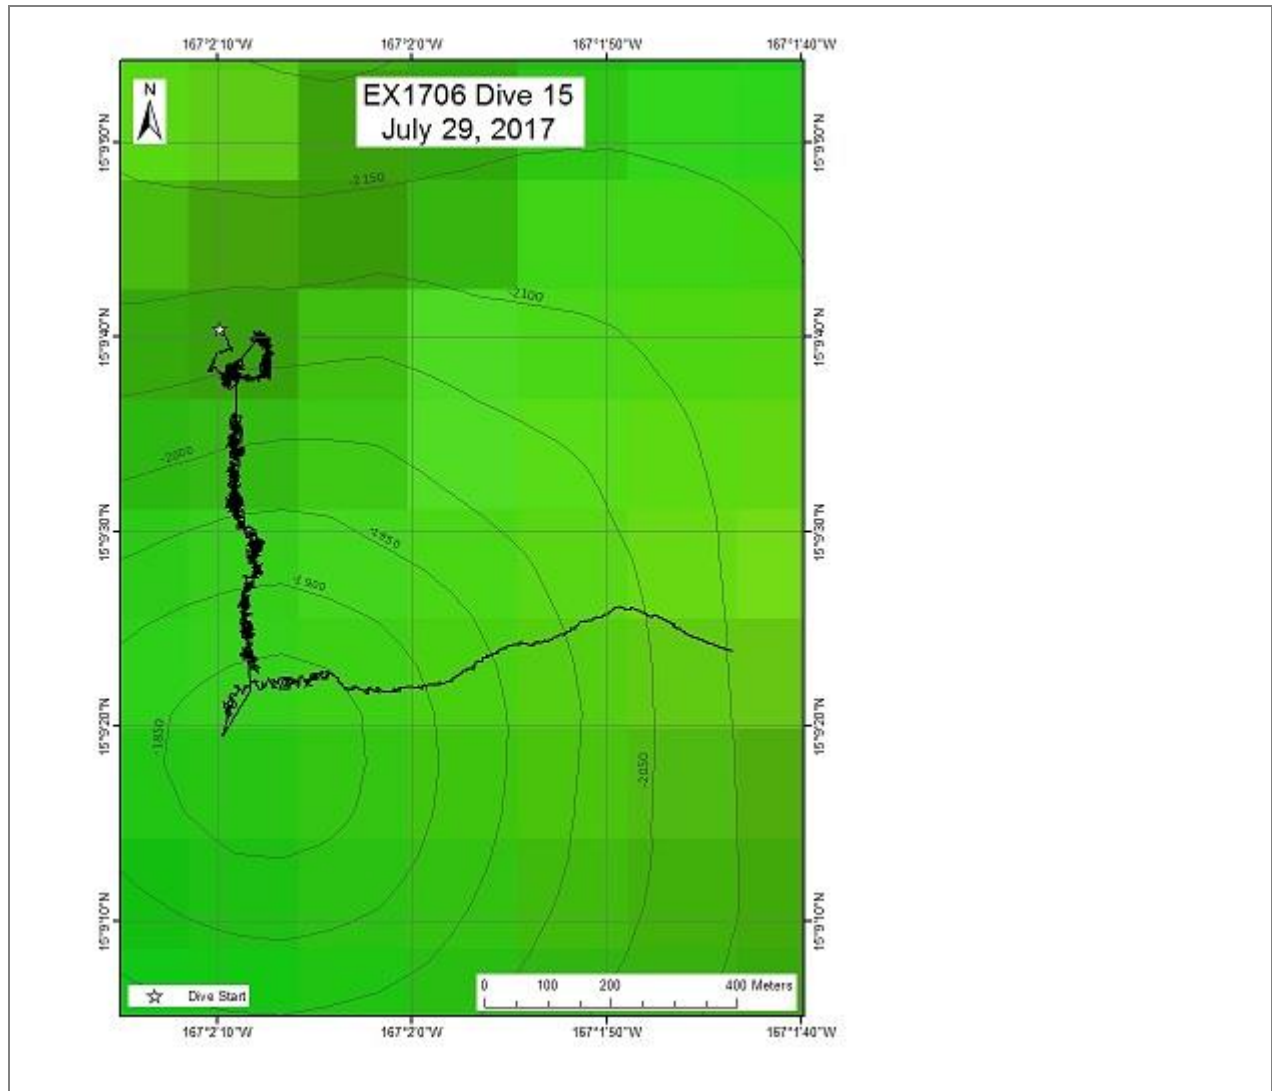 167°2'10"W 167°2'0"W 167°1'50"W 167°1'40"W
N
EX1706 Dive 15
July 29, 2017
15°9'50"N 15°9'50"N
-2150
-2100
15°9'40"N 15°9'40"N
-2000
15°9'30"N 15°9'30"N
-1950
-1900
15°9'20"N 15°9'20"N
-1850
-2050
15°9'10"N 15°9'10"N
0 100 200 400 Meters
Dive Start
167°2'10"W 167°2'0"W 167°1'50"W 167°1'40"W